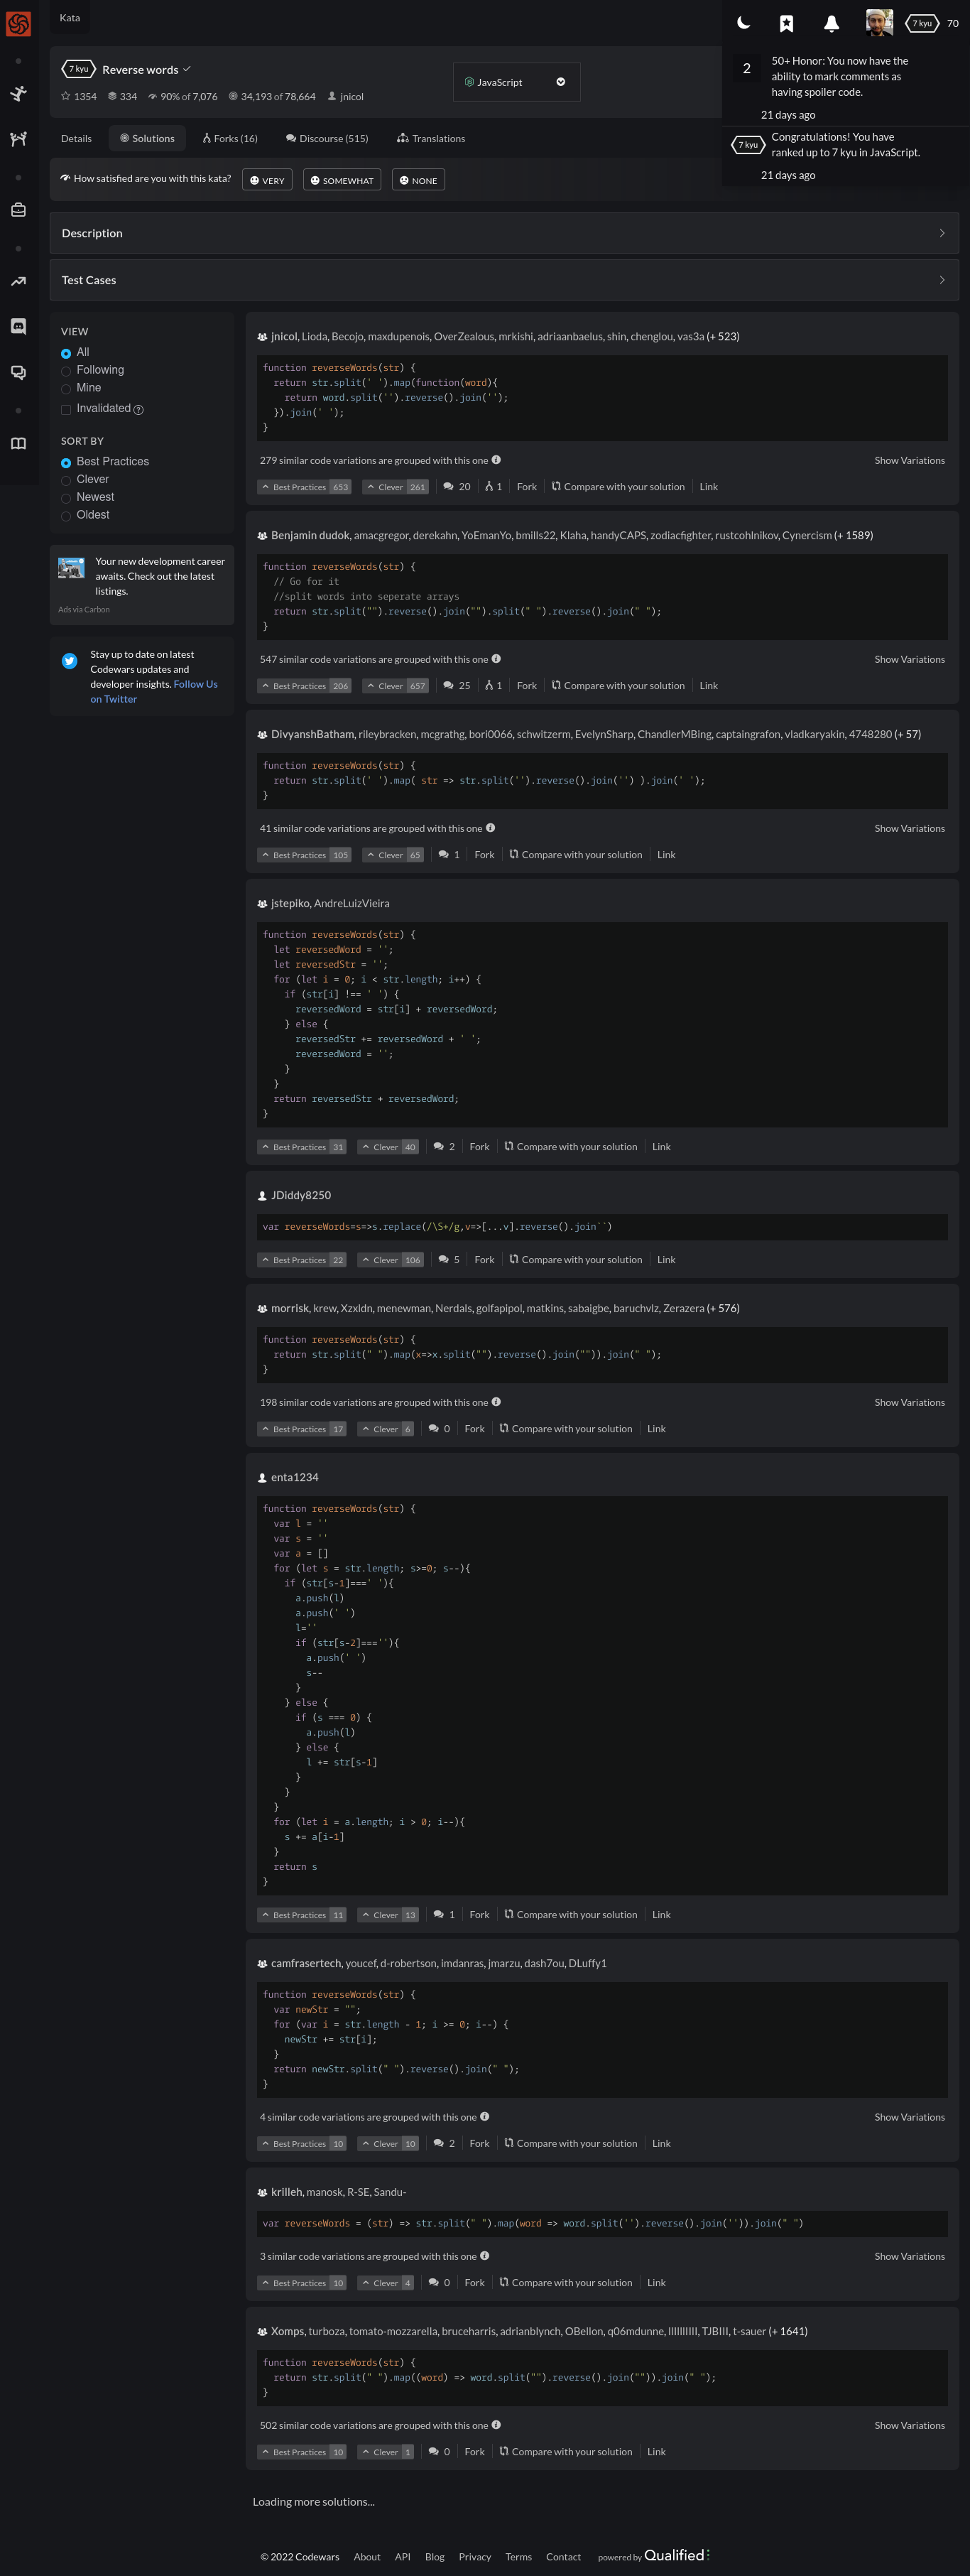 Kata
7 kyu
70
2
50+ Honor: You now have the
ability to mark comments as
having spoiler code.
21 days ago
7 kyu
Congratulations! You have
ranked up to 7 kyu in JavaScript.
21 days ago
7 kyu Reverse words
1354 334 90% of 7,076 34,193 of 78,664 jnicol
JavaScript
Details Solutions Forks (16) Discourse (515) Translations
How satisfied are you with this kata? VERY SOMEWHAT NONE
Description
Test Cases
VIEW
All
Following
Mine
Invalidated
SORT BY
Best Practices
Clever
Newest
Oldest
Your new development career
awaits. Check out the latest
listings.
Ads via Carbon
Stay up to date on latest
Codewars updates and
developer insights. Follow Us
on Twitter
jnicol, Lioda, Becojo, maxdupenois, OverZealous, mrkishi, adriaanbaelus, shin, chenglou, vas3a (+ 523)
function reverseWords(str) {
  return str.split(' ').map(function(word){
    return word.split('').reverse().join('');
  }).join(' ');
}
279 similar code variations are grouped with this one Show Variations
Best Practices 653 Clever 261 20 1 Fork Compare with your solution Link
Benjamin dudok, amacgregor, derekahn, YoEmanYo, bmills22, Klaha, handyCAPS, zodiacfighter, rustcohlnikov, Cynercism (+ 1589)
function reverseWords(str) {
  // Go for it
  //split words into seperate arrays
  return str.split("").reverse().join("").split(" ").reverse().join(" ");
}
547 similar code variations are grouped with this one Show Variations
Best Practices 206 Clever 657 25 1 Fork Compare with your solution Link
DivyanshBatham, rileybracken, mcgrathg, bori0066, schwitzerm, EvelynSharp, ChandlerMBing, captaingrafon, vladkaryakin, 4748280 (+ 57)
function reverseWords(str) {
  return str.split(' ').map( str => str.split('').reverse().join('') ).join(' ');
}
41 similar code variations are grouped with this one Show Variations
Best Practices 105 Clever 65 1 Fork Compare with your solution Link
jstepiko, AndreLuizVieira
function reverseWords(str) {
  let reversedWord = '';
  let reversedStr = '';
  for (let i = 0; i < str.length; i++) {
    if (str[i] !== ' ') {
      reversedWord = str[i] + reversedWord;
    } else {
      reversedStr += reversedWord + ' ';
      reversedWord = '';
    }
  }
  return reversedStr + reversedWord;
}
Best Practices 31 Clever 40 2 Fork Compare with your solution Link
JDiddy8250
var reverseWords=s=>s.replace(/\S+/g,v=>[...v].reverse().join``)
Best Practices 22 Clever 106 5 Fork Compare with your solution Link
morrisk, krew, Xzxldn, menewman, Nerdals, golfapipol, matkins, sabaigbe, baruchvlz, Zerazera (+ 576)
function reverseWords(str) {
  return str.split(" ").map(x=>x.split("").reverse().join("")).join(" ");
}
198 similar code variations are grouped with this one Show Variations
Best Practices 17 Clever 6 0 Fork Compare with your solution Link
enta1234
function reverseWords(str) {
  var l = ''
  var s = ''
  var a = []
  for (let s = str.length; s>=0; s--){
    if (str[s-1]===' '){
      a.push(l)
      a.push(' ')
      l=''
      if (str[s-2]===''){
        a.push(' ')
        s--
      }
    } else {
      if (s === 0) {
        a.push(l)
      } else {
        l += str[s-1]
      }
    }
  }
  for (let i = a.length; i > 0; i--){
    s += a[i-1]
  }
  return s
}
Best Practices 11 Clever 13 1 Fork Compare with your solution Link
camfrasertech, youcef, d-robertson, imdanras, jmarzu, dash7ou, DLuffy1
function reverseWords(str) {
  var newStr = "";
  for (var i = str.length - 1; i >= 0; i--) {
    newStr += str[i];
  }
  return newStr.split(" ").reverse().join(" ");
}
4 similar code variations are grouped with this one Show Variations
Best Practices 10 Clever 10 2 Fork Compare with your solution Link
krilleh, manosk, R-SE, Sandu-
var reverseWords = (str) => str.split(" ").map(word => word.split('').reverse().join('')).join(" ")
3 similar code variations are grouped with this one Show Variations
Best Practices 10 Clever 4 0 Fork Compare with your solution Link
Xomps, turboza, tomato-mozzarella, bruceharris, adrianblynch, OBellon, q06mdunne, TJBIII, t-sauer (+ 1641)
function reverseWords(str) {
  return str.split(" ").map((word) => word.split("").reverse().join("")).join(" ");
}
502 similar code variations are grouped with this one Show Variations
Best Practices 10 Clever 1 0 Fork Compare with your solution Link
Loading more solutions...
© 2022 Codewars About API Blog Privacy Terms Contact powered by Qualified